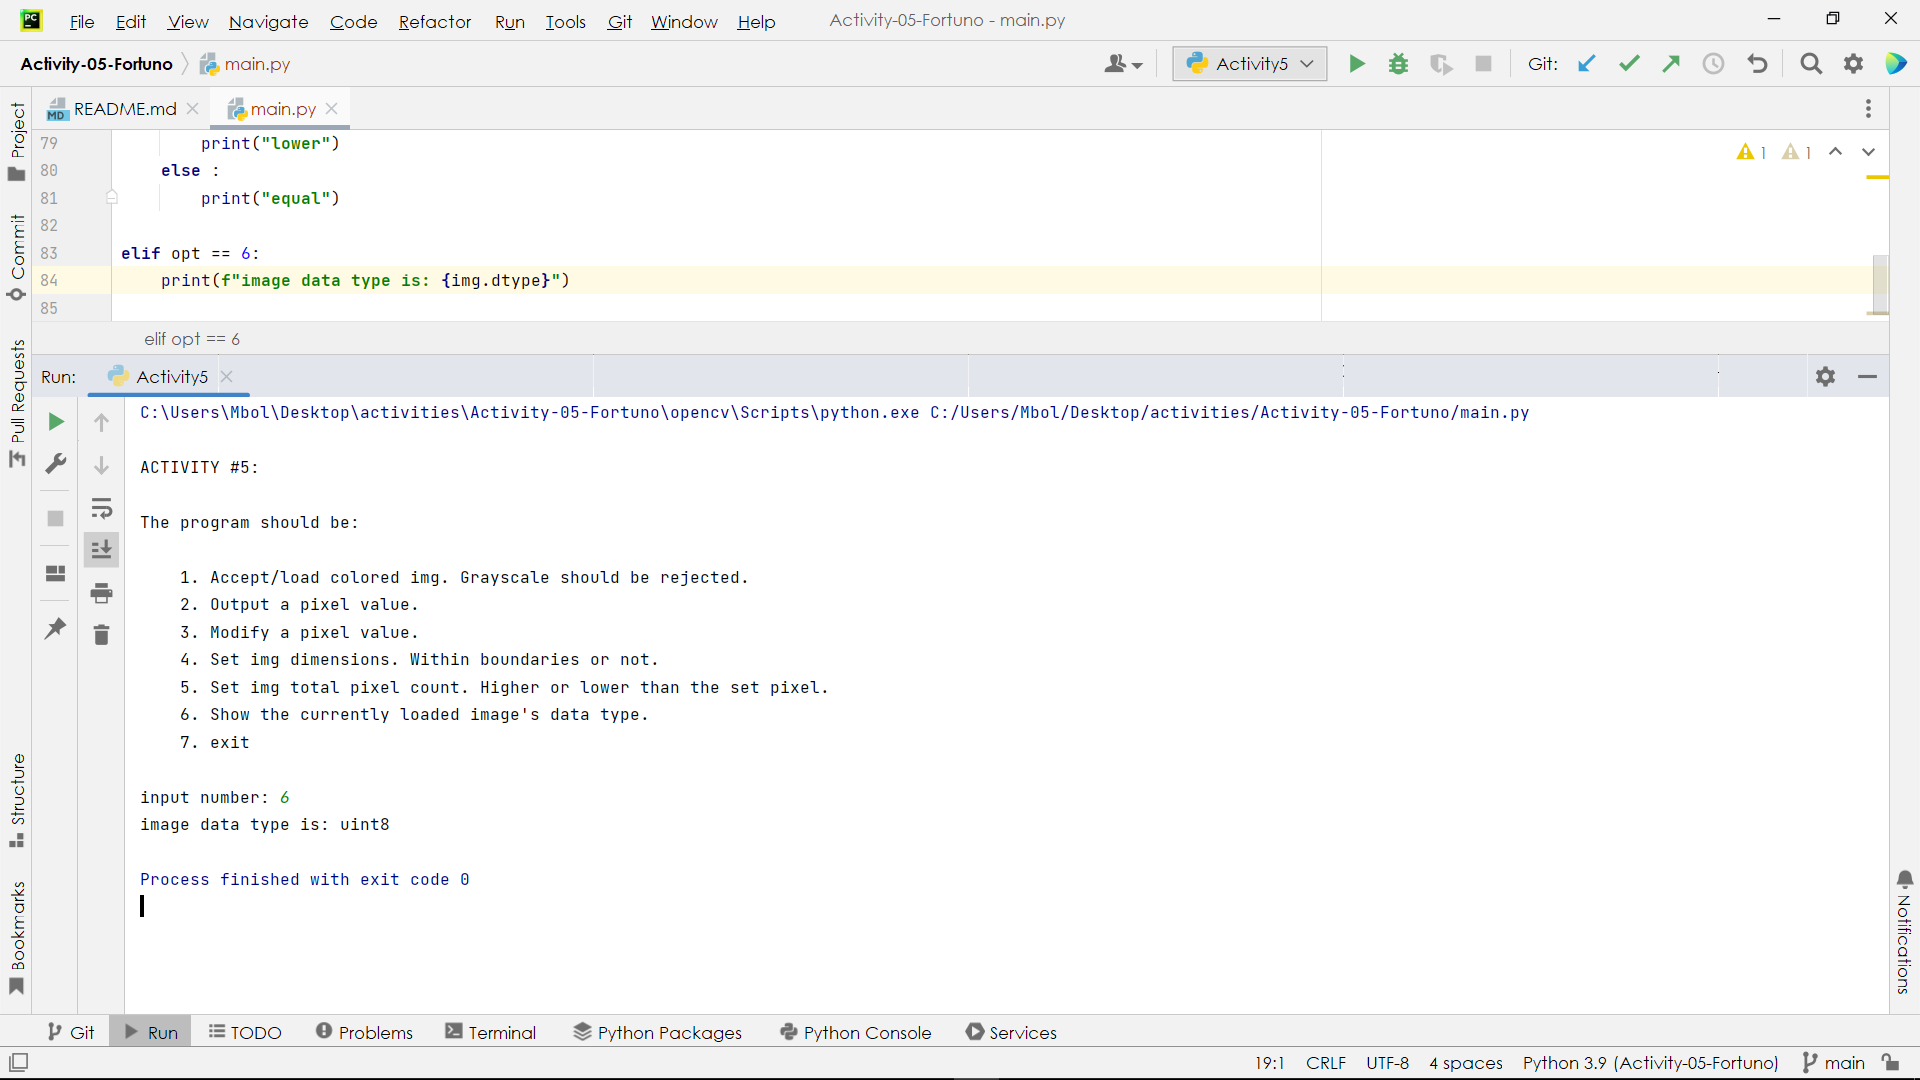 PC File Edit View Navigate Code Refactor Run Tools Git Window Help Activity-05-Fortuno - main.py
Activity-05-Fortuno main.py Activity5 Git:
MD README.md main.py
79 print("lower")
80 else :
81 print("equal")
82
83 elif opt == 6:
84 print(f"image data type is: {img.dtype}")
85
1 1
elif opt == 6
Run: Activity5
C:\Users\Mbol\Desktop\activities\Activity-05-Fortuno\opencv\Scripts\python.exe C:/Users/Mbol/Desktop/activities/Activity-05-Fortuno/main.py
ACTIVITY #5:
The program should be:
1. Accept/load colored img. Grayscale should be rejected.
2. Output a pixel value.
3. Modify a pixel value.
4. Set img dimensions. Within boundaries or not.
5. Set img total pixel count. Higher or lower than the set pixel.
6. Show the currently loaded image's data type.
7. exit
input number: 6
image data type is: uint8
Process finished with exit code 0
Project
Commit
Pull Requests
Structure
Bookmarks
Notifications
Git Run TODO Problems Terminal Python Packages Python Console Services
19:1 CRLF UTF-8 4 spaces Python 3.9 (Activity-05-Fortuno) main